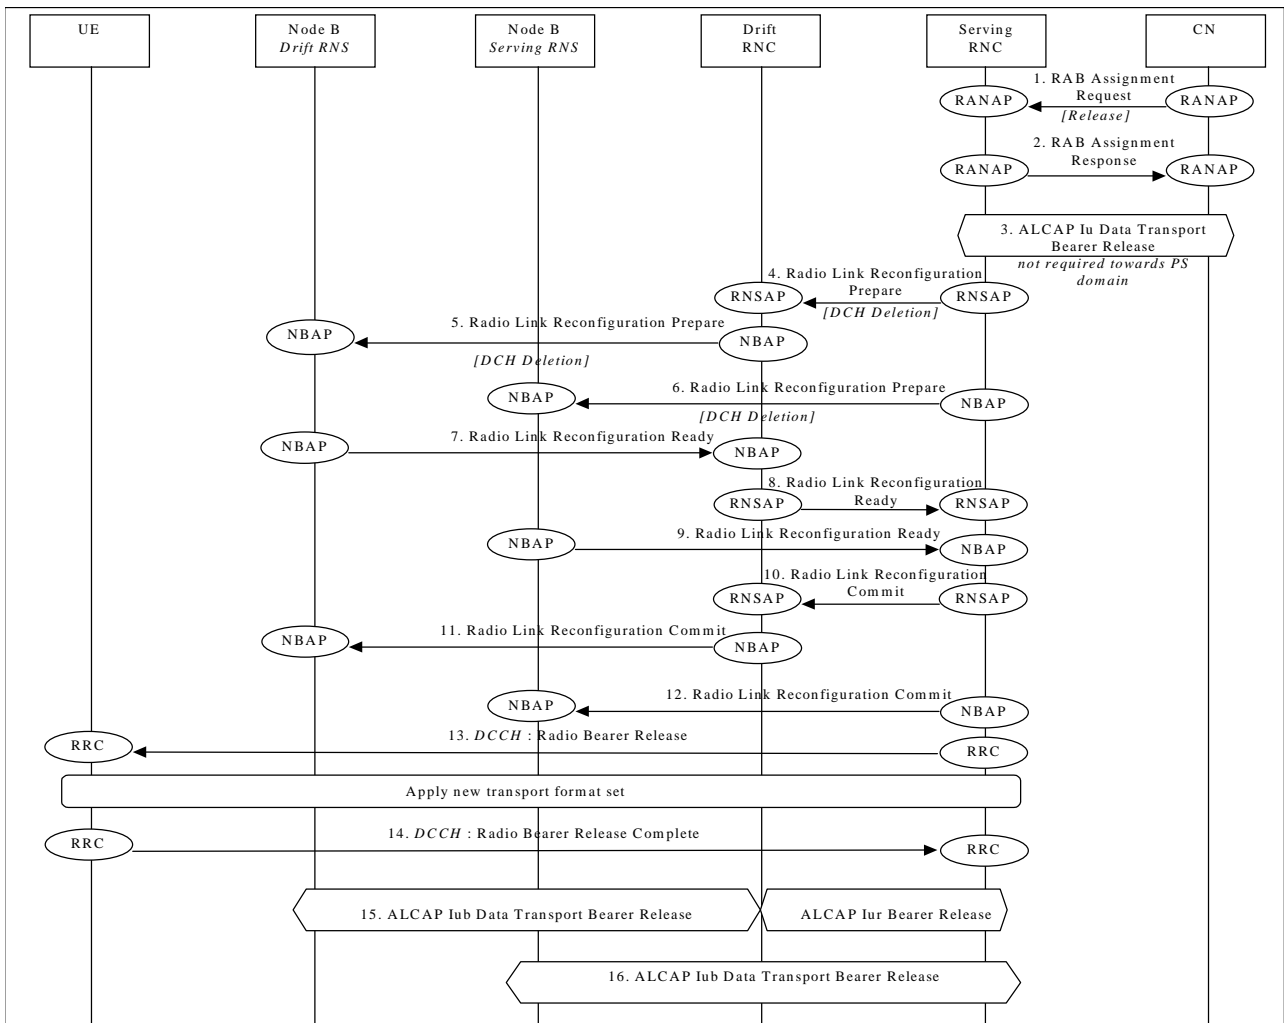 UE
Node B
Drift RNS
Node B
Serving RNS
Drift
RNC
Serving
RNC
CN
1. RAB Assignment
Request
RANAP
RANAP
[Release]
2. RAB Assignment
Response
RANAP
RANAP
3. ALCAP Iu Data Transport
Bearer Release
not required towards PS
domain
4. Radio Link Reconfiguration
Prepare
RNSAP
RNSAP
[DCH Deletion]
5. Radio Link Reconfiguration Prepare
NBAP
NBAP
[DCH Deletion]
6. Radio Link Reconfiguration Prepare
NBAP
NBAP
[DCH Deletion]
7. Radio Link Reconfiguration Ready
NBAP
NBAP
8. Radio Link Reconfiguration
Ready
RNSAP
RNSAP
9. Radio Link Reconfiguration Ready
NBAP
NBAP
10. Radio Link Reconfiguration
Commit
RNSAP
RNSAP
11. Radio Link Reconfiguration Commit
NBAP
NBAP
12. Radio Link Reconfiguration Commit
NBAP
NBAP
13. DCCH : Radio Bearer Release
RRC
RRC
Apply new transport format set
14. DCCH : Radio Bearer Release Complete
RRC
RRC
15. ALCAP Iub Data Transport Bearer Release
ALCAP Iur Bearer Release
16. ALCAP Iub Data Transport Bearer Release